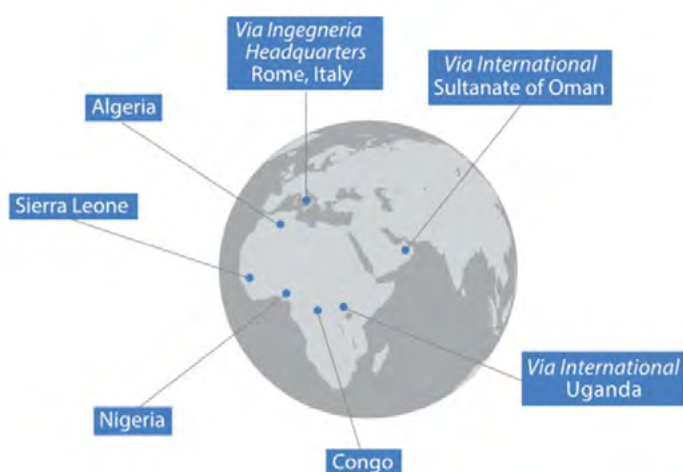 Via Ingegneria
Headquarters
Rome, Italy
Via International
Sultanate of Oman
Algeria
Sierra Leone
Via International
Uganda
Nigeria
Congo